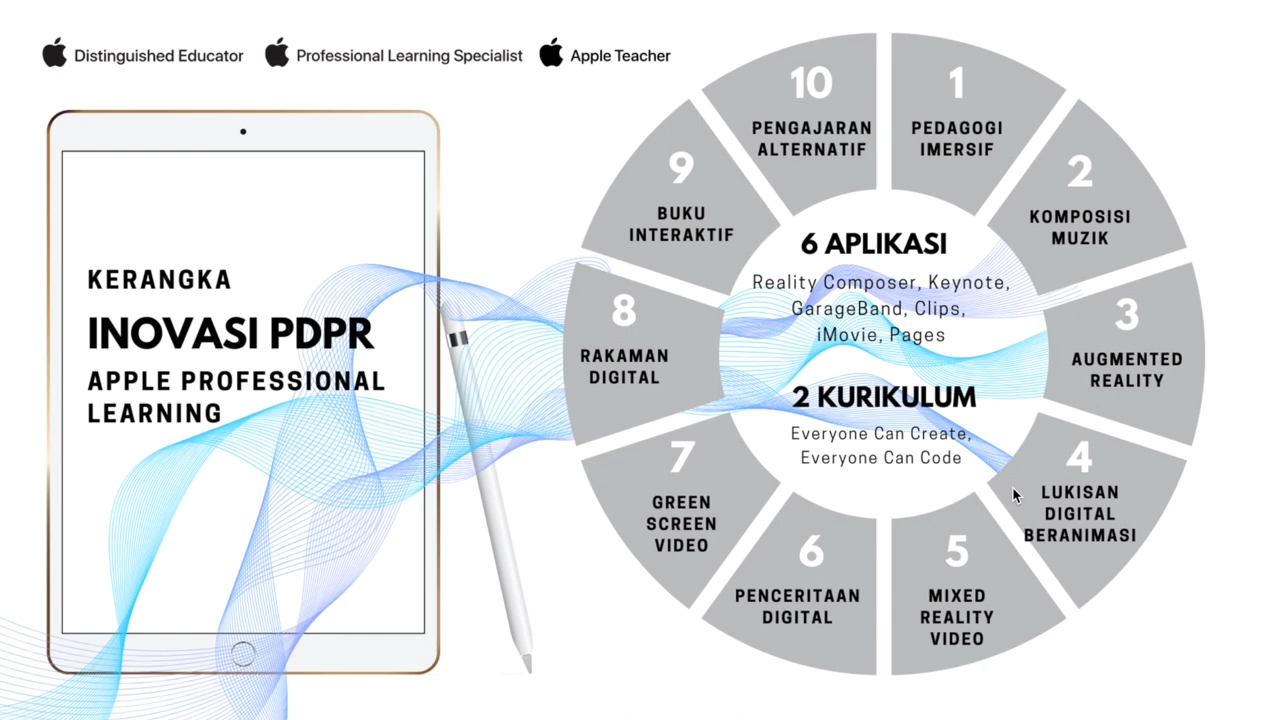 Distinguished Educator
Professional Learning Specialist
Apple Teacher
KERANGKA
INOVASI PDPR
APPLE PROFESSIONAL
LEARNING
1
PEDAGOGI
IMERSIF
2
KOMPOSISI
MUZIK
3
AUGMENTED
REALITY
4
LUKISAN
DIGITAL
BERANIMASI
5
MIXED
REALITY
VIDEO
6
PENCERITAAN
DIGITAL
7
GREEN
SCREEN
VIDEO
8
RAKAMAN
DIGITAL
9
BUKU
INTERAKTIF
10
PENGAJARAN
ALTERNATIF
6 APLIKASI
Reality Composer, Keynote,
GarageBand, Clips,
iMovie, Pages
2 KURIKULUM
Everyone Can Create,
Everyone Can Code